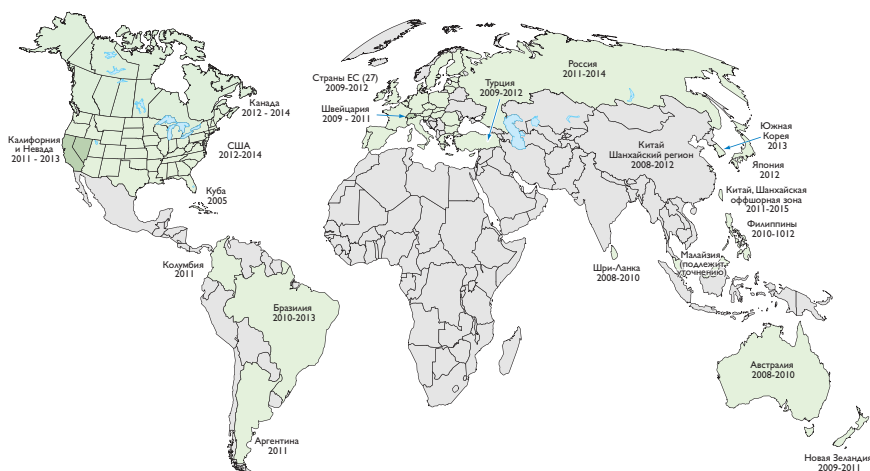 Канада
2012 - 2014
Калифорния
и Невада
2011 - 2013
США
2012-2014
Куба
2005
Колумбия
2011
Бразилия
2010-2013
Аргентина
2011
Страны ЕС (27)
2009-2012
Швейцария
2009 - 2011
Турция
2009-2012
Россия
2011-2014
Китай
Шанхайский регион
2008-2012
Южная
Корея
2013
Япония
2012
Китай, Шанхайская
оффшорная зона
2011-2015
Филиппины
2010-1012
Шри-Ланка
2008-2010
Малайзия
(подлежит
уточнению)
Австралия
2008-2010
Новая Зеландия
2009-2011